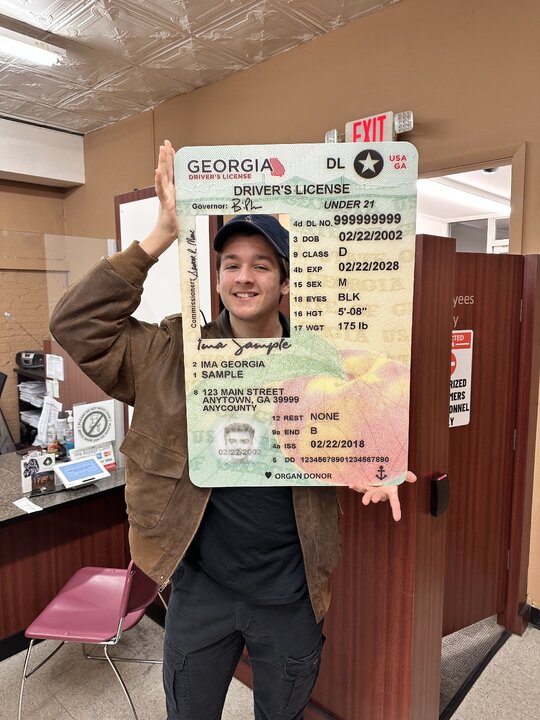 EXIT
GEORGIA
DRIVER'S LICENSE
DL
USA
GA
DRIVER'S LICENSE
Governor:
UNDER 21
4d DL NO. 999999999
3 DOB 02/22/2002
9 CLASS D
4b EXP 02/22/2028
15 SEX M
18 EYES BLK
16 HGT 5'-08"
17 WGT 175 lb
Commissioner:
Ima Sample
2 IMA GEORGIA
1 SAMPLE
8 123 MAIN STREET
ANYTOWN, GA 39999
ANYCOUNTY
12 REST NONE
9a END B
4a ISS 02/22/2018
02/22/2002
5 DD 12345678901234567890
ORGAN DONOR